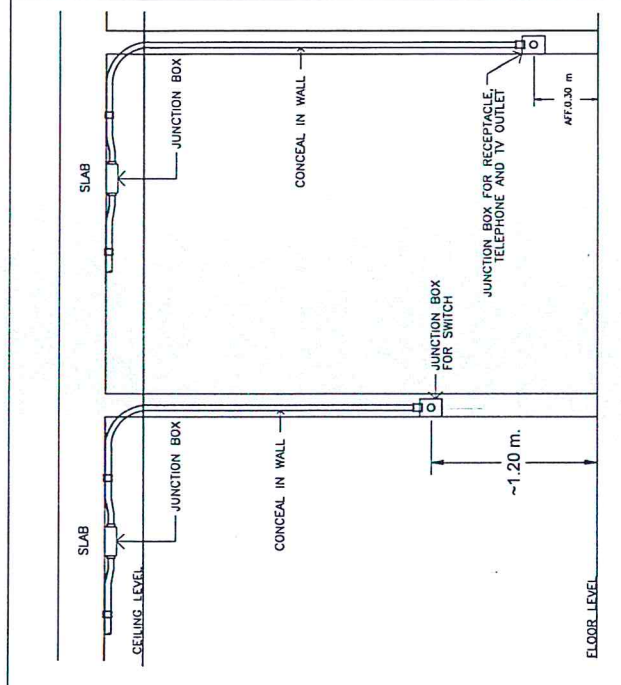 SLAB
JUNCTION BOX
CEILING LEVEL
CONCEAL IN WALL
JUNCTION BOX
FOR SWITCH
~1.20 m.
FLOOR LEVEL
SLAB
JUNCTION BOX
CONCEAL IN WALL
JUNCTION BOX FOR RECEPTACLE,
TELEPHONE AND TV OUTLET
AFF.0.30 m